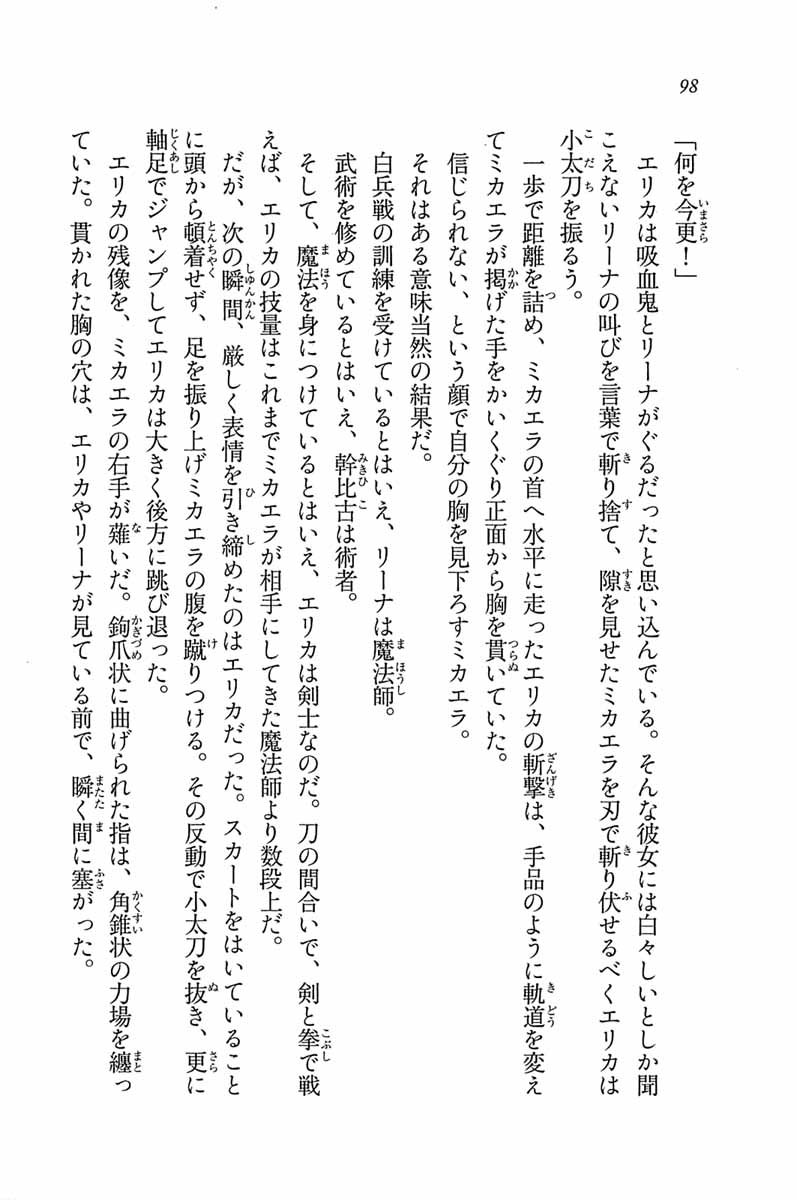 98
「何を今更！」
エリカは吸血鬼とリーナがぐるだったと思い込んでいる。そんな彼女には白々しいとしか聞
こえないリーナの叫びを言葉で斬り捨て、隙を見せたミカエラを刃で斬り伏せるべくエリカは
小太刀を振るう。
一歩で距離を詰め、ミカエラの首へ水平に走ったエリカの斬撃は、手品のように軌道を変え
てミカエラが掲げた手をかいくぐり正面から胸を貫いていた。
信じられない、という顔で自分の胸を見下ろすミカエラ。
それはある意味当然の結果だ。
白兵戦の訓練を受けているとはいえ、リーナは魔法師。
武術を修めているとはいえ、幹比古は術者。
そして、魔法を身につけているとはいえ、エリカは剣士なのだ。刀の間合いで、剣と拳で戦
えば、エリカの技量はこれまでミカエラが相手にしてきた魔法師より数段上だ。
だが、次の瞬間、厳しく表情を引き締めたのはエリカだった。スカートをはいていること
に頭から頓着せず、足を振り上げミカエラの腹を蹴りつける。その反動で小太刀を抜き、更に
軸足でジャンプしてエリカは大きく後方に跳び退った。
エリカの残像を、ミカエラの右手が薙いだ。鉤爪状に曲げられた指は、角錐状の力場を纏っ
ていた。貫かれた胸の穴は、エリカやリーナが見ている前で、瞬く間に塞がった。